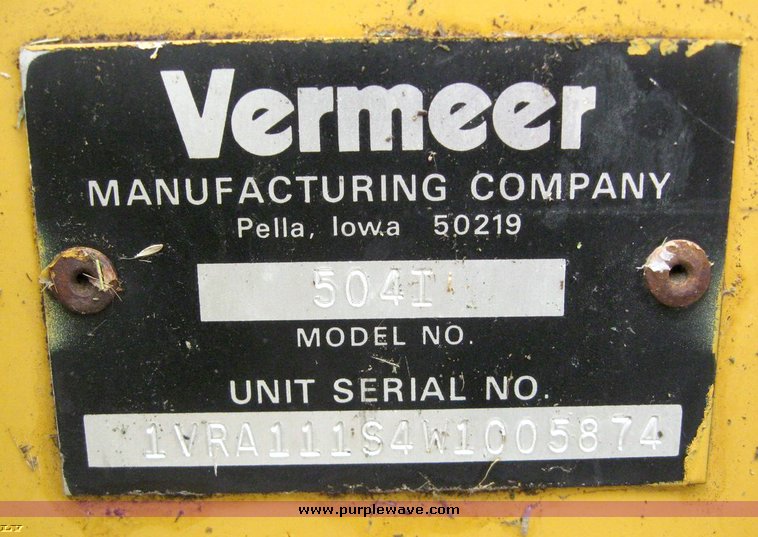 Vermeer
MANUFACTURING COMPANY
Pella, Iowa 50219
504I
MODEL NO.
UNIT SERIAL NO.
1VRA111S4W1005874
www.purplewave.com